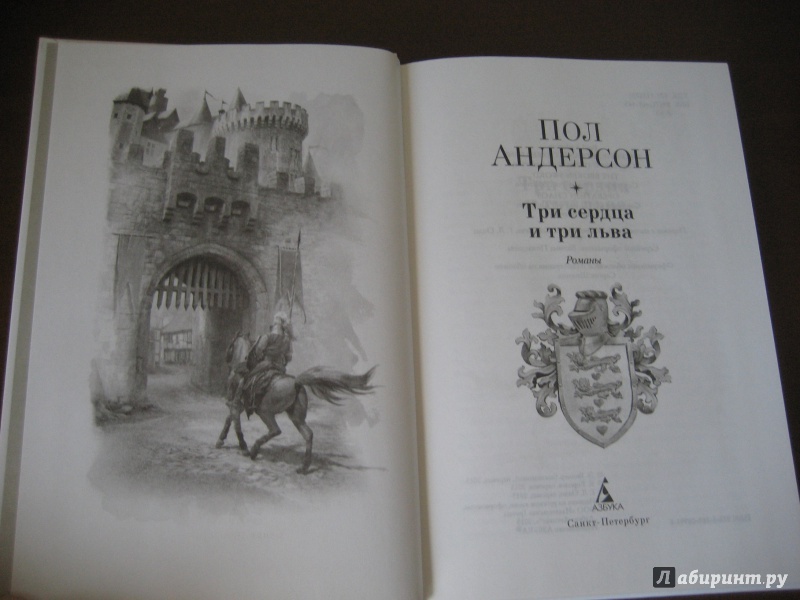 ПОЛ
АНДЕРСОН
Три сердца
и три льва
Романы
АЗБУКА
Санкт-Петербург
Лабиринт.ру